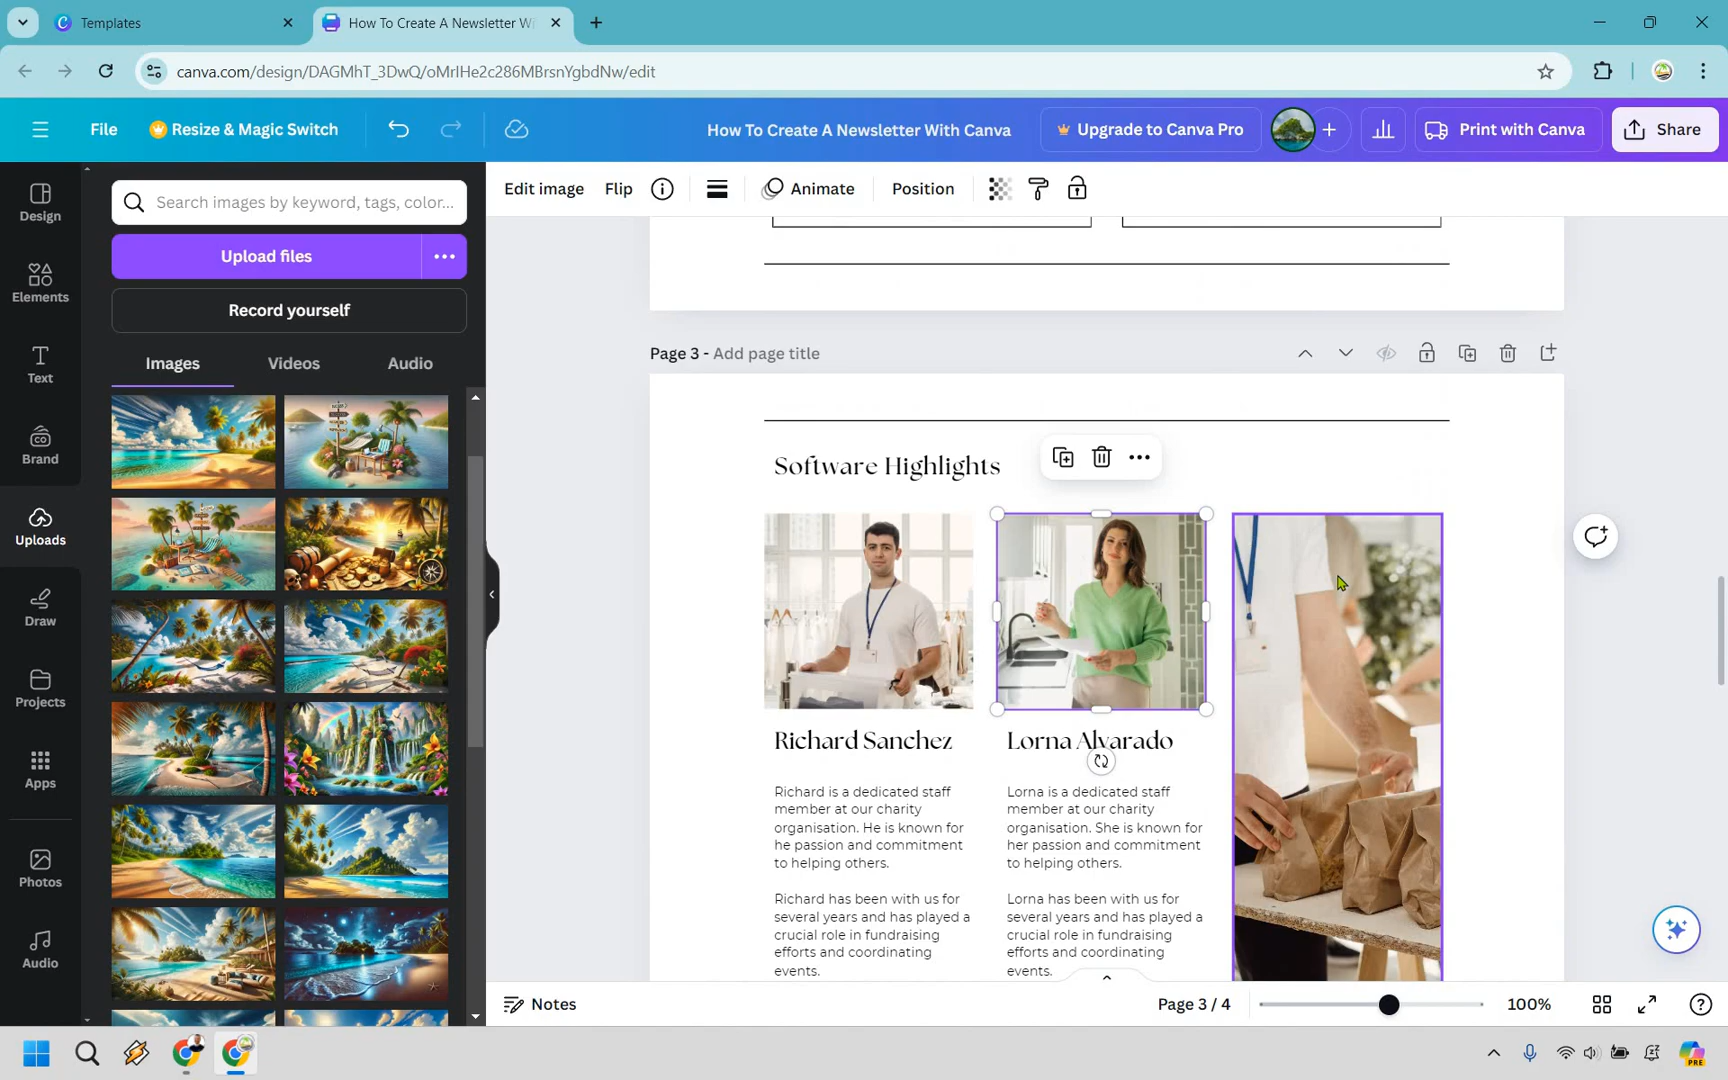 Templates
How To Create A Newsletter Wi
canva.com/design/DAGMhT_3DwQ/oMrIHe2c286MBrsnYgbdNw/edit
File
Resize & Magic Switch
How To Create A Newsletter With Canva
Upgrade to Canva Pro
Print with Canva
Share
Design
Elements
Text
Brand
Uploads
Draw
Projects
Apps
Photos
Audio
Search images by keyword, tags, color...
Upload files
Record yourself
Images
Videos
Audio
Edit image
Flip
Animate
Position
Page 3 - Add page title
Software Highlights
Richard Sanchez
Richard is a dedicated staff
member at our charity
organisation. He is known for
he passion and commitment
to helping others.
Richard has been with us for
several years and has played a
crucial role in fundraising
efforts and coordinating
events.
Lorna Alvarado
Lorna is a dedicated staff
member at our charity
organisation. She is known for
her passion and commitment
to helping others.
Lorna has been with us for
several years and has played a
crucial role in fundraising
efforts and coordinating
events.
Notes
Page 3 / 4
100%
PRE